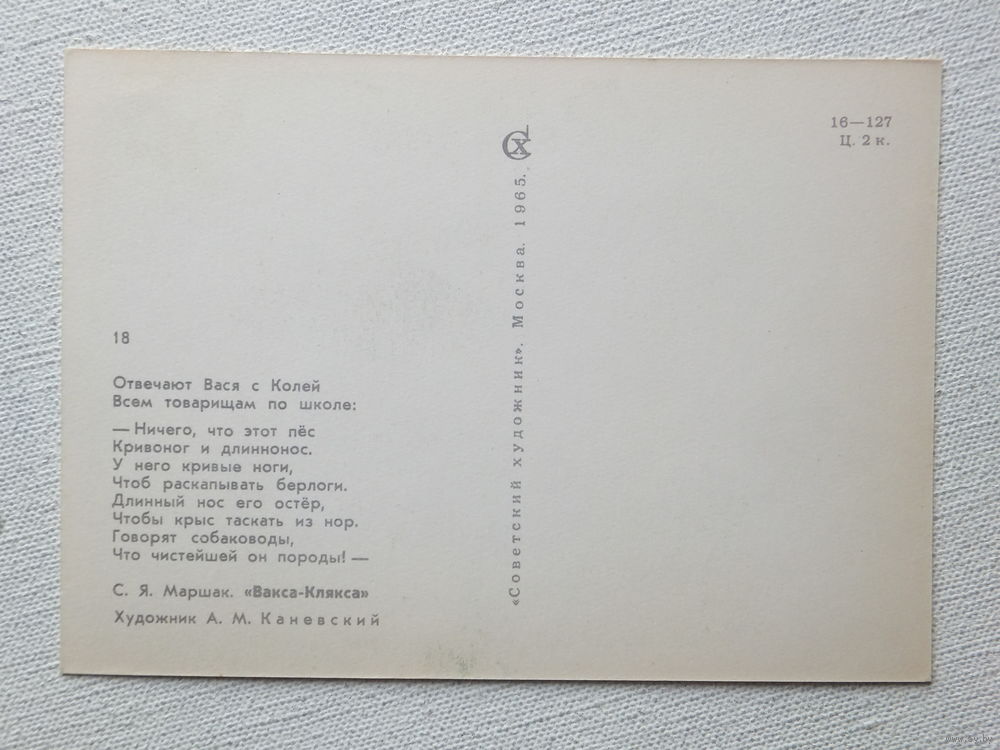 16—127
Ц. 2 к.
СХ
«Советский художник». Москва. 1965.
18
Отвечают Вася с Колей
Всем товарищам по школе:
— Ничего, что этот пёс
Кривоног и длиннонос.
У него кривые ноги,
Чтоб раскапывать берлоги.
Длинный нос его остёр,
Чтобы крыс таскать из нор.
Говорят собаководы,
Что чистейшей он породы! —
С. Я. Маршак. «Вакса-Клякса»
Художник А. М. Каневский